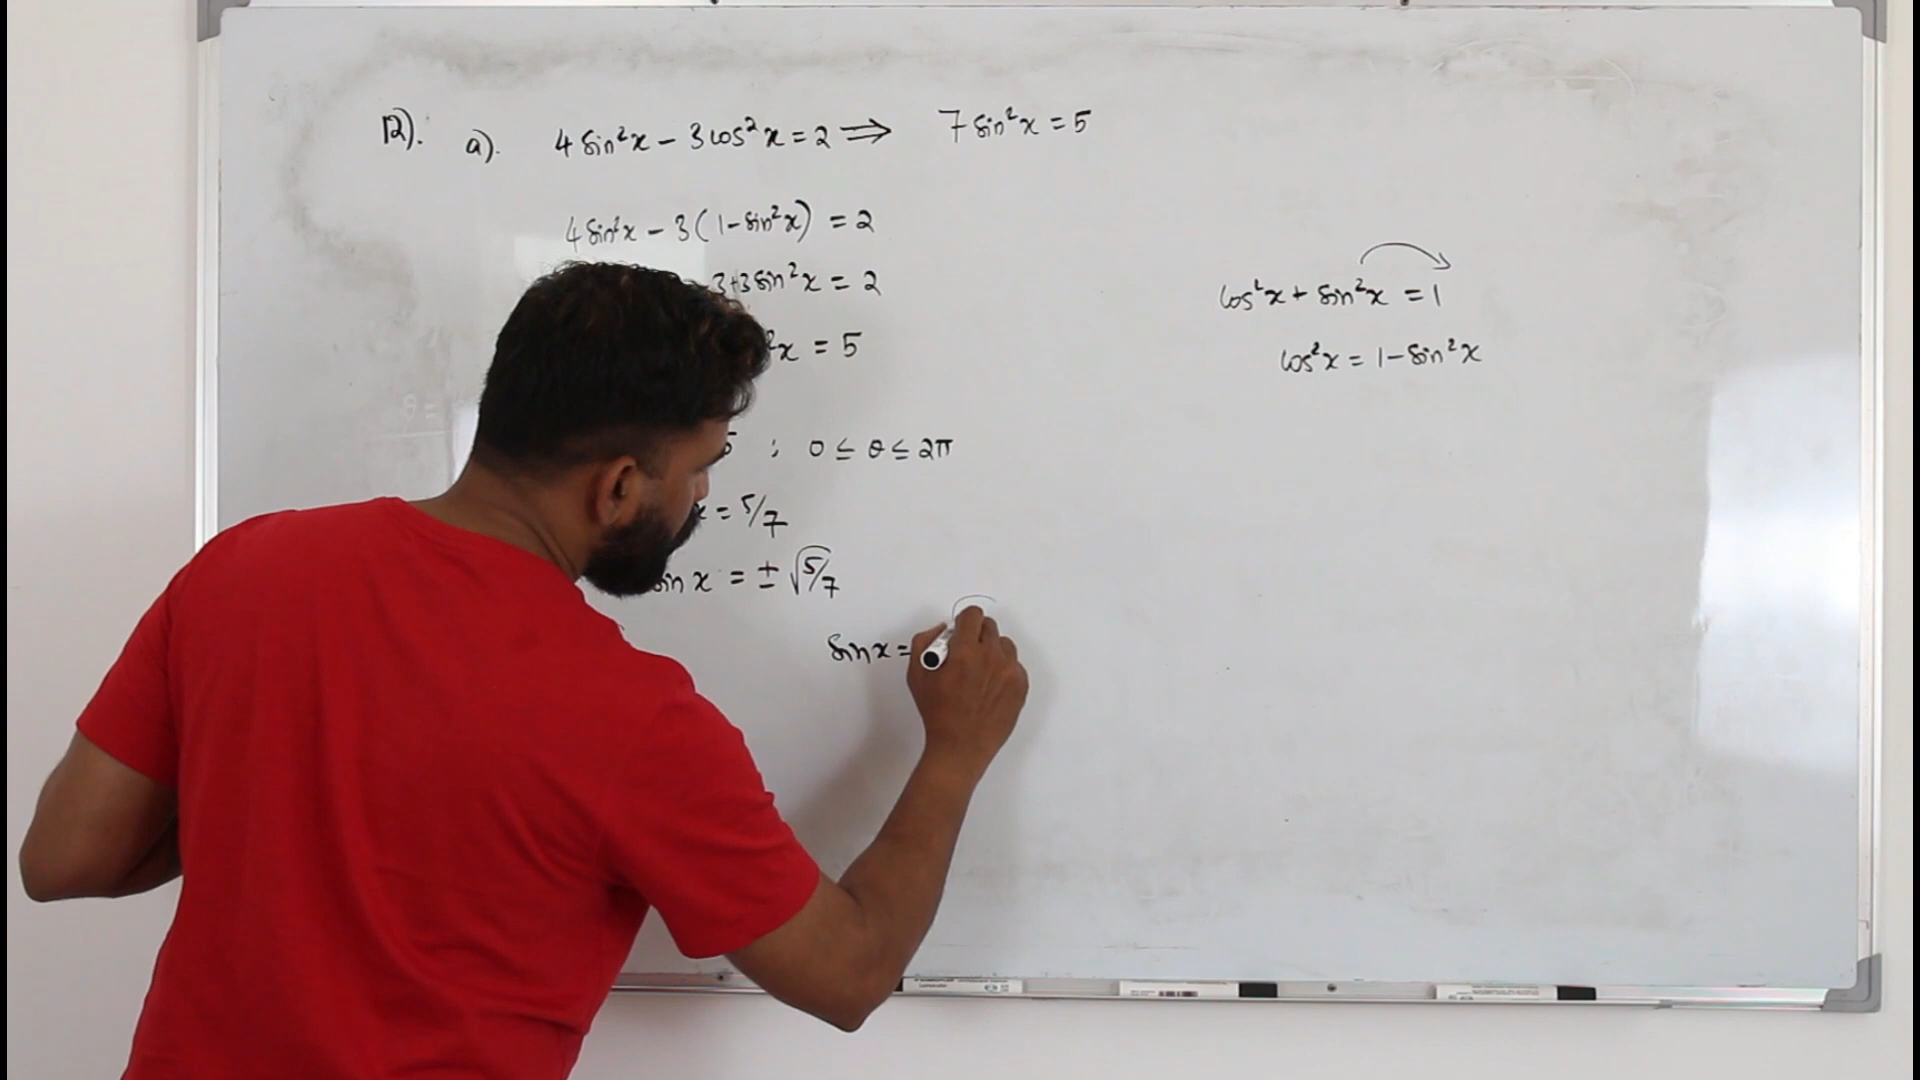 12). a). 4 sin²x − 3 cos²x = 2 ⟹ 7 sin²x = 5
4 sin²x − 3(1 − sin²x) = 2
3+3 sin²x = 2
²x = 5
5 ; 0 ≤ θ ≤ 2π
x = 5/7
sin x = ± √5/7
sin x =
cos²x + sin²x = 1
cos²x = 1 − sin²x